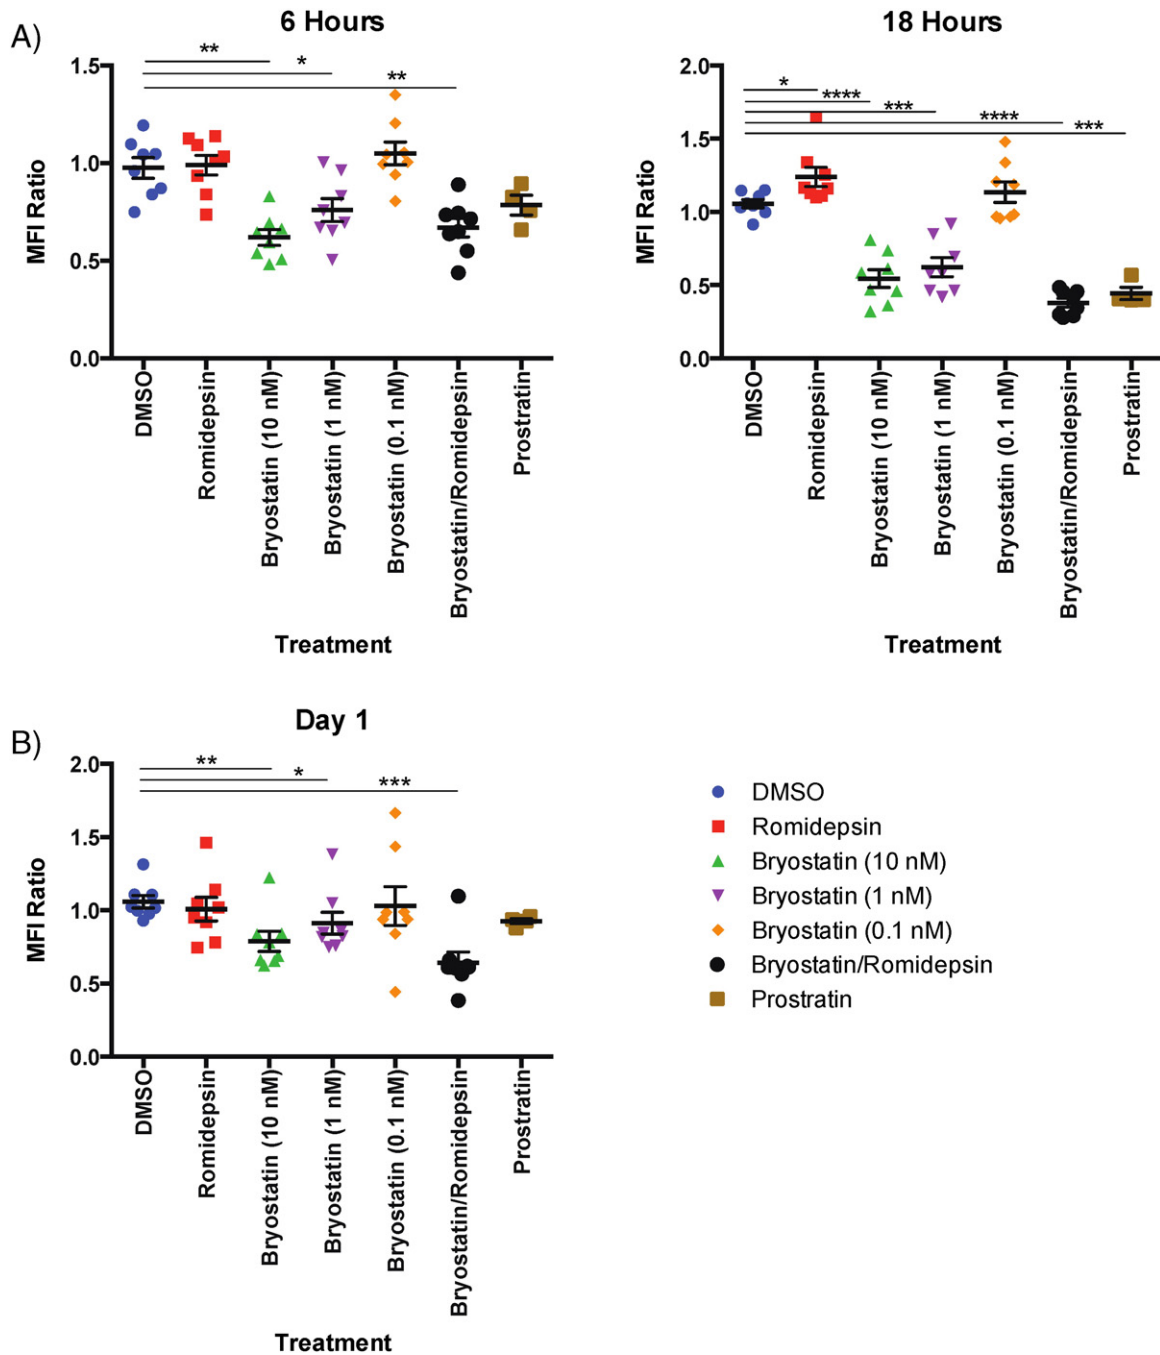 A)
6 Hours
** * **
1.5
1.0
0.5
0.0
MFI Ratio
DMSO
Romidepsin
Bryostatin (10 nM)
Bryostatin (1 nM)
Bryostatin (0.1 nM)
Bryostatin/Romidepsin
Prostratin
Treatment
18 Hours
* **** *** **** ***
2.0
1.5
1.0
0.5
0.0
MFI Ratio
DMSO
Romidepsin
Bryostatin (10 nM)
Bryostatin (1 nM)
Bryostatin (0.1 nM)
Bryostatin/Romidepsin
Prostratin
Treatment
B)
Day 1
** * ***
2.0
1.5
1.0
0.5
0.0
MFI Ratio
DMSO
Romidepsin
Bryostatin (10 nM)
Bryostatin (1 nM)
Bryostatin (0.1 nM)
Bryostatin/Romidepsin
Prostratin
Treatment
DMSO
Romidepsin
Bryostatin (10 nM)
Bryostatin (1 nM)
Bryostatin (0.1 nM)
Bryostatin/Romidepsin
Prostratin